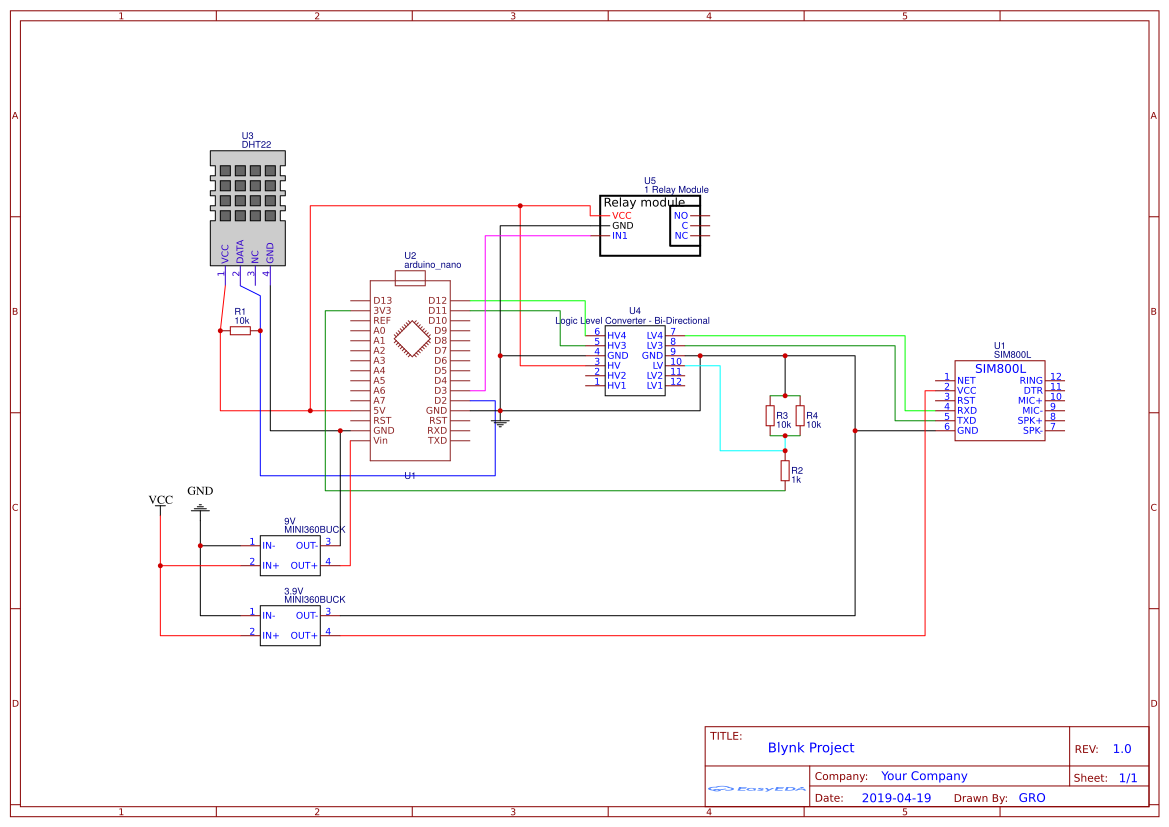 1 2 3 4 5
A A
U3
DHT22
VCC
DATA
NC
GND
1 2 3 4
U5
1 Relay Module
Relay module
VCC
GND
IN1
NO
C
NC
B B
R1
10k
U2
arduino_nano
D13
3V3
REF
A0
A1
A2
A3
A4
A5
A6
A7
5V
RST
GND
Vin
D12
D11
D10
D9
D8
D7
D6
D5
D4
D3
D2
GND
RST
RXD
TXD
U1
U4
Logic Level Converter - Bi-Directional
6 HV4 LV4 7
5 HV3 LV3 8
4 GND GND 9
3 HV LV 10
2 HV2 LV2 11
1 HV1 LV1 12
R3
10k
R4
10k
R2
1k
U1
SIM800L
SIM800L
1 NET RING 12
2 VCC DTR 11
3 RST MIC+ 10
4 RXD MIC- 9
5 TXD SPK+ 8
6 GND SPK- 7
C C
VCC
GND
9V
MINI360BUCK
1 IN- OUT- 3
2 IN+ OUT+ 4
3.9V
MINI360BUCK
1 IN- OUT- 3
2 IN+ OUT+ 4
D D
TITLE:
Blynk Project
REV: 1.0
EasyEDA
Company: Your Company
Sheet: 1/1
Date: 2019-04-19 Drawn By: GRO
1 2 3 4 5